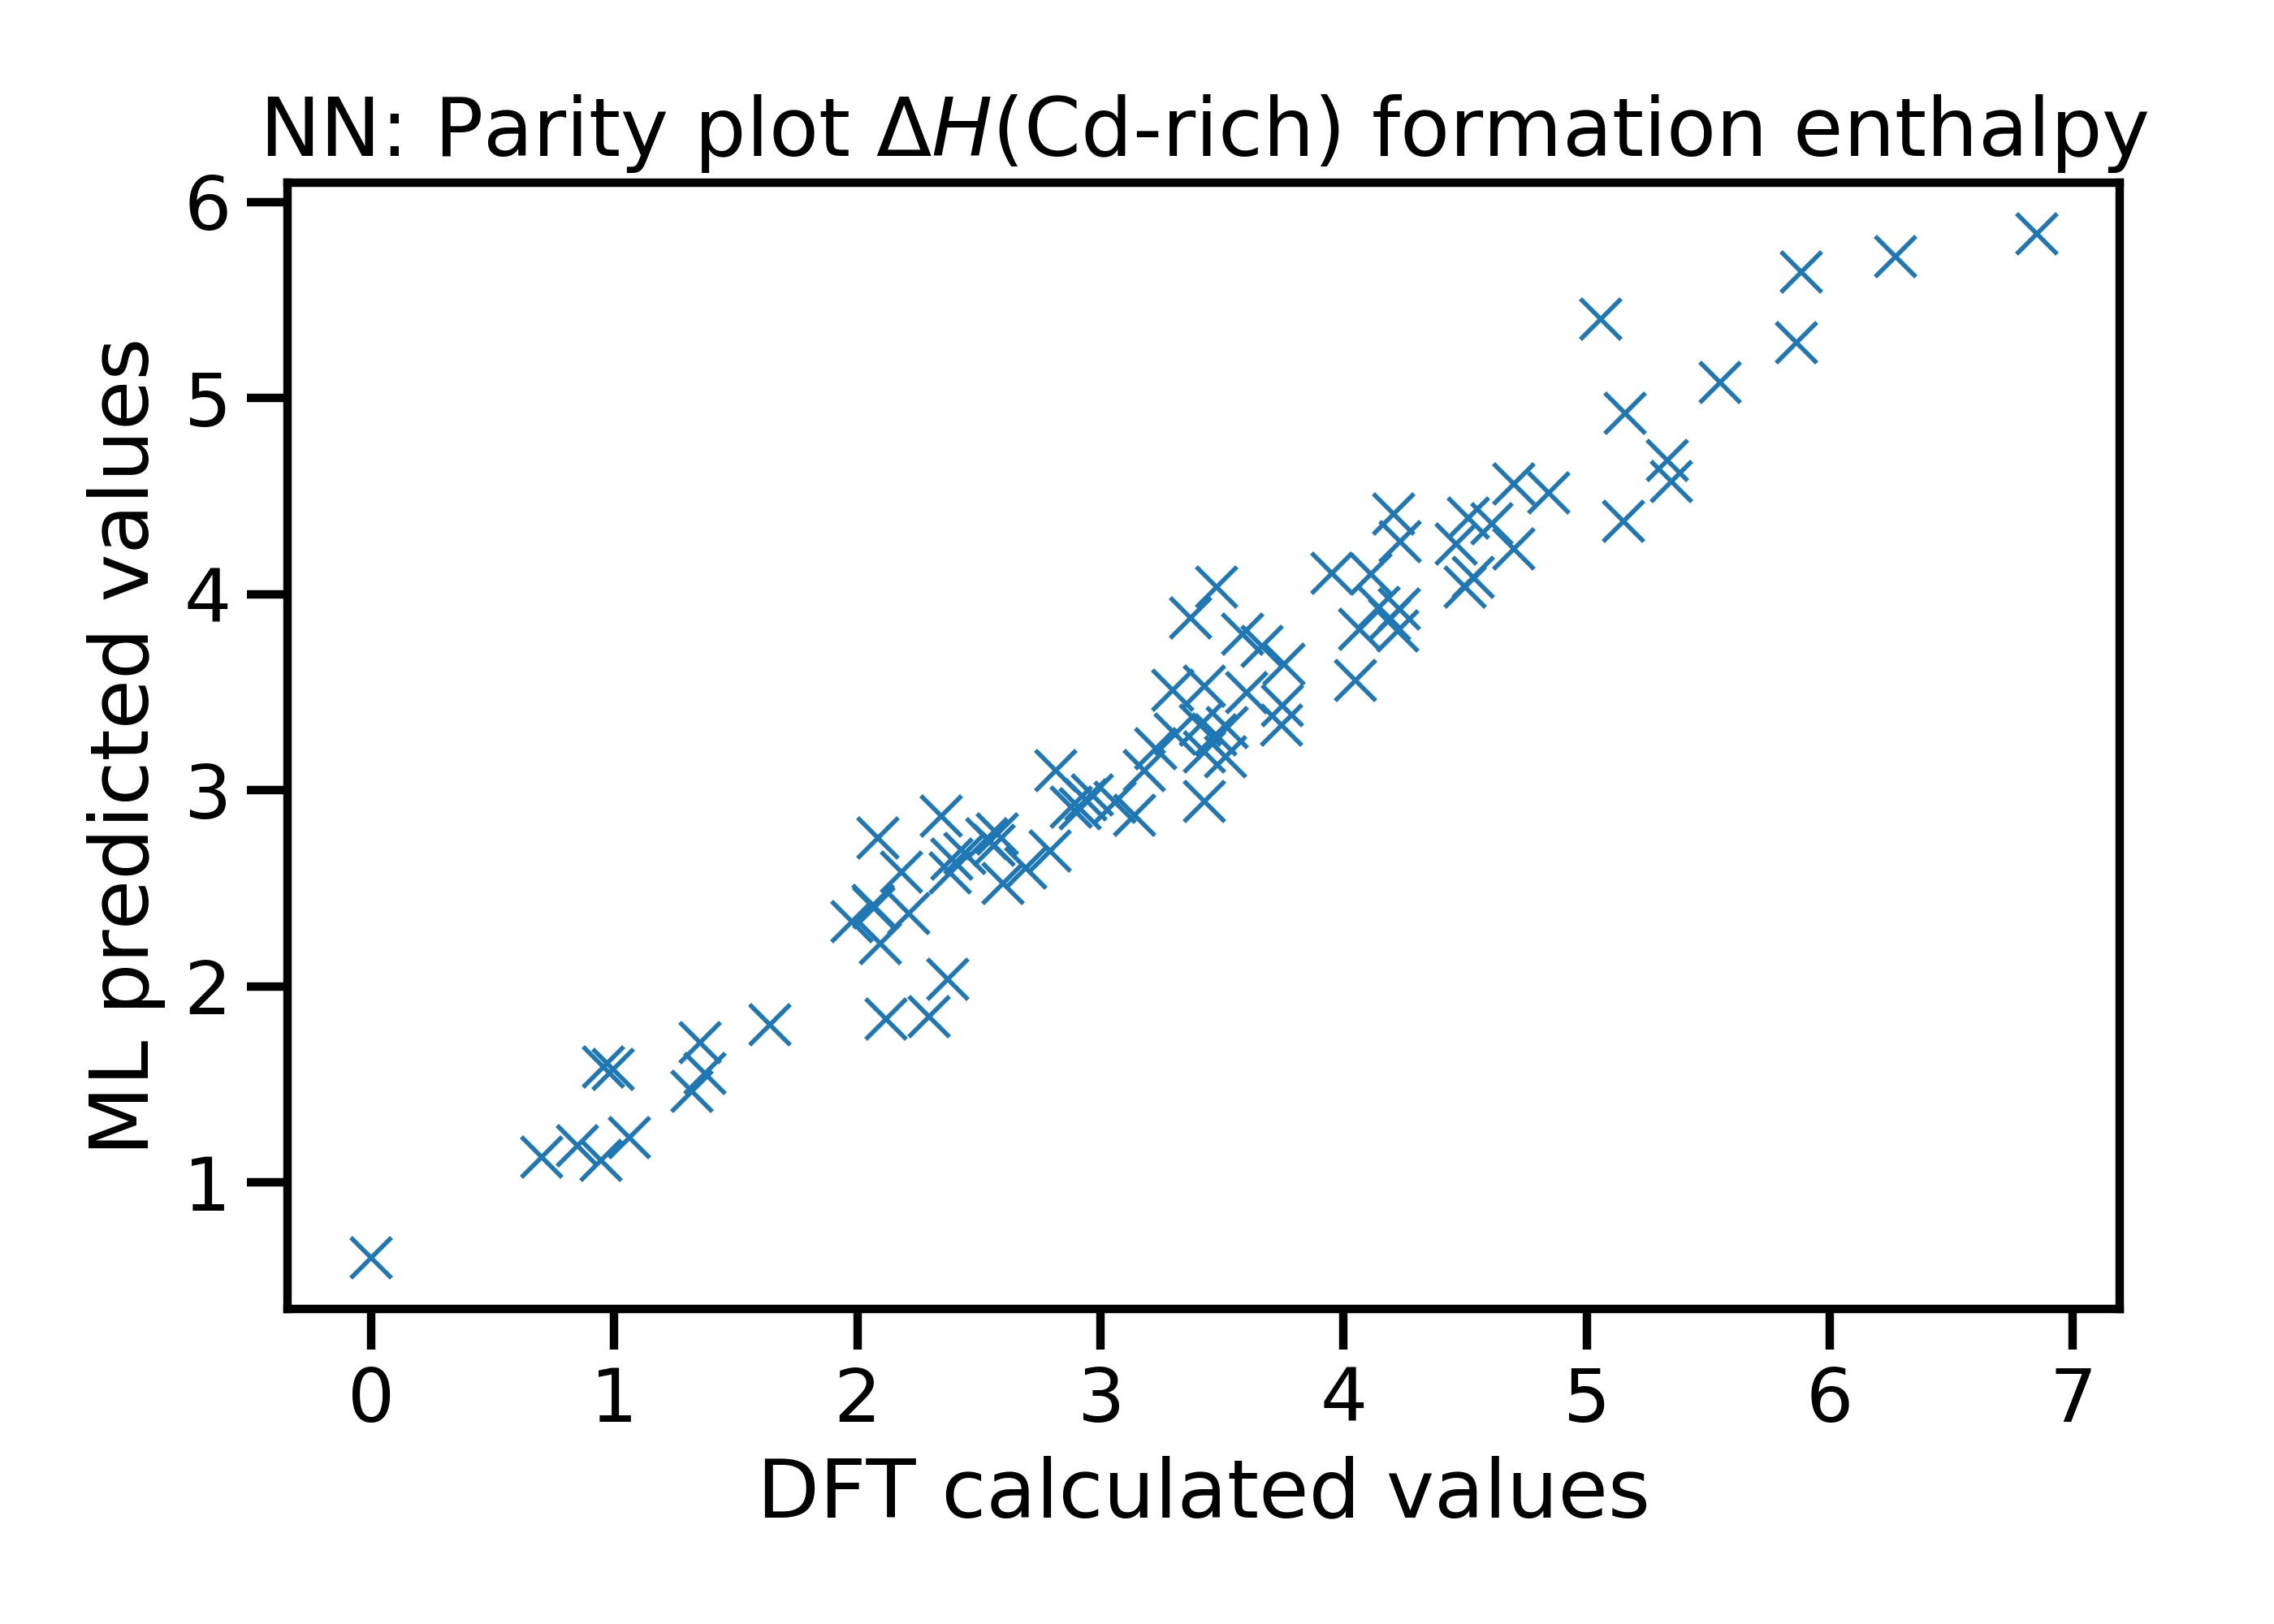 NN: Parity plot ΔH(Cd-rich) formation enthalpy
6
5
4
3
2
1
ML predicted values
0 1 2 3 4 5 6 7
DFT calculated values